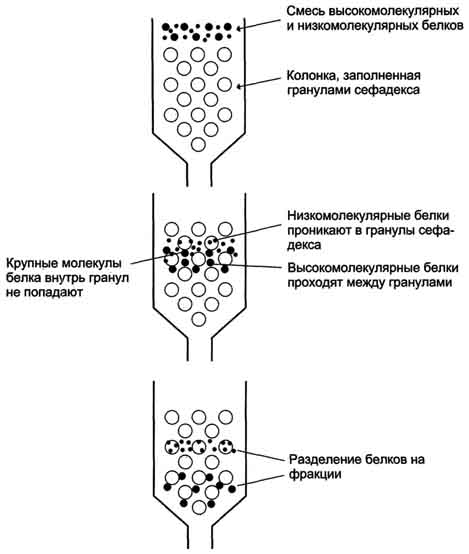 Смесь высокомолекулярных
и низкомолекулярных белков
Колонка, заполненная
гранулами сефадекса
Низкомолекулярные белки
проникают в гранулы сефа-
декса
Крупные молекулы
белка внутрь гранул
не попадают
Высокомолекулярные белки
проходят между гранулами
Разделение белков на
фракции